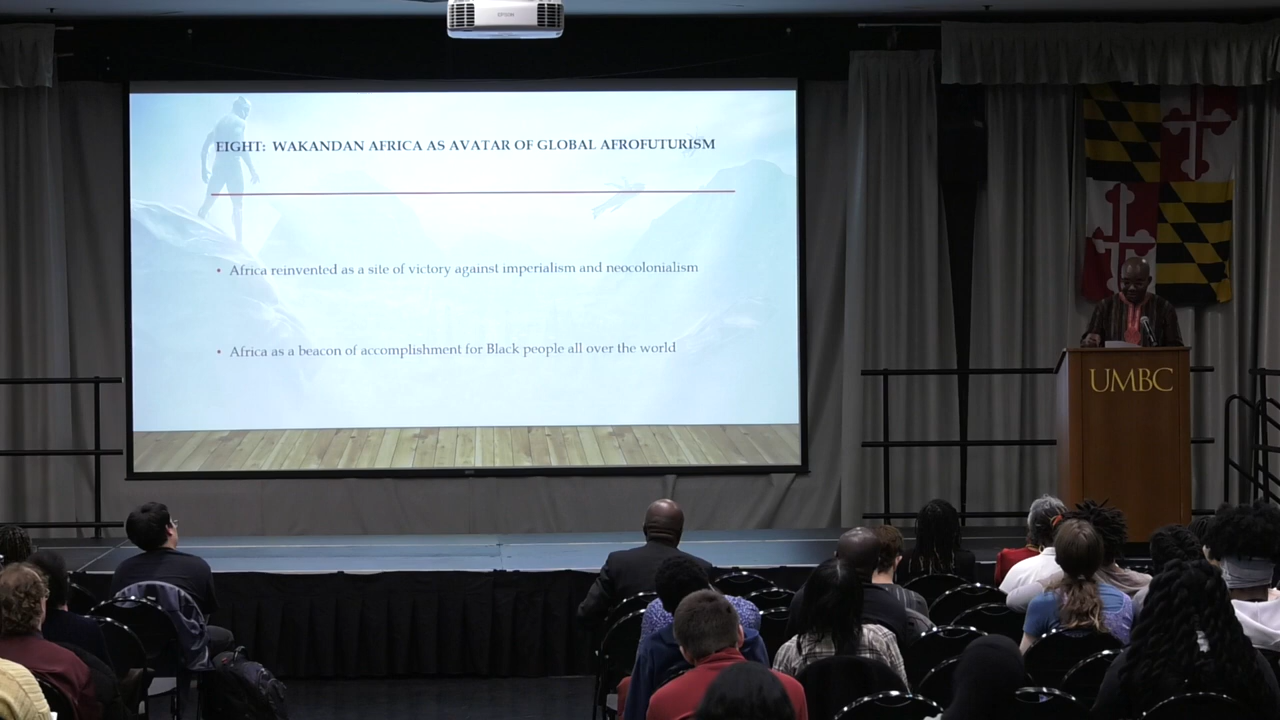 EPSON
EIGHT: WAKANDAN AFRICA AS AVATAR OF GLOBAL AFROFUTURISM
• Africa reinvented as a site of victory against imperialism and neocolonialism
• Africa as a beacon of accomplishment for Black people all over the world
UMBC